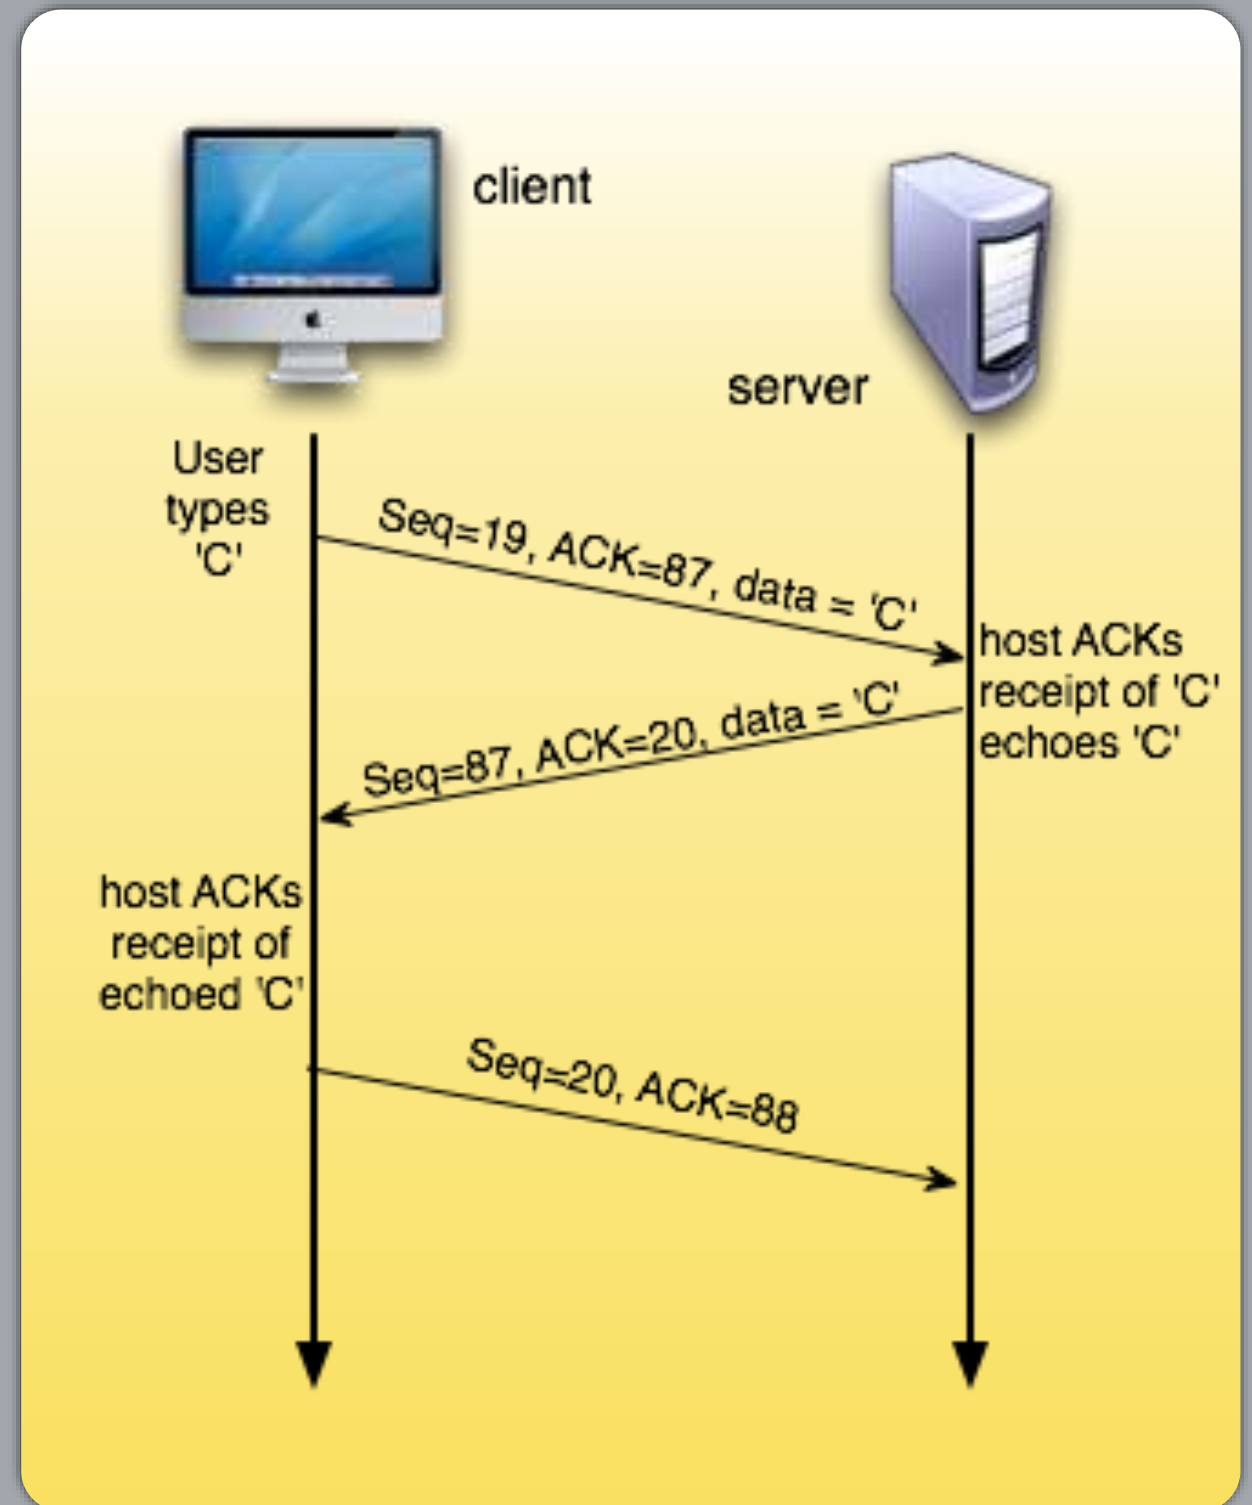 client
server
User
types
'C'
Seq=19, ACK=87, data = 'C'
host ACKs
receipt of 'C'
echoes 'C'
Seq=87, ACK=20, data = 'C'
host ACKs
receipt of
echoed 'C'
Seq=20, ACK=88